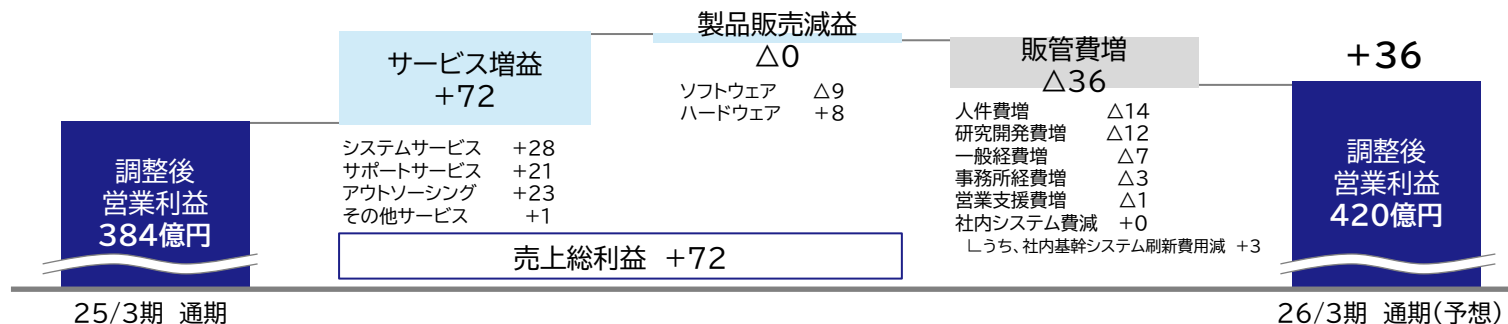 調整後
営業利益
384億円
25/3期 通期
サービス増益
+72
システムサービス +28
サポートサービス +21
アウトソーシング +23
その他サービス +1
売上総利益 +72
製品販売減益
△0
ソフトウェア △9
ハードウェア +8
販管費増
△36
人件費増 △14
研究開発費増 △12
一般経費増 △7
事務所経費増 △3
営業支援費増 △1
社内システム費減 +0
∟うち、社内基幹システム刷新費用減 +3
+36
調整後
営業利益
420億円
26/3期 通期(予想)